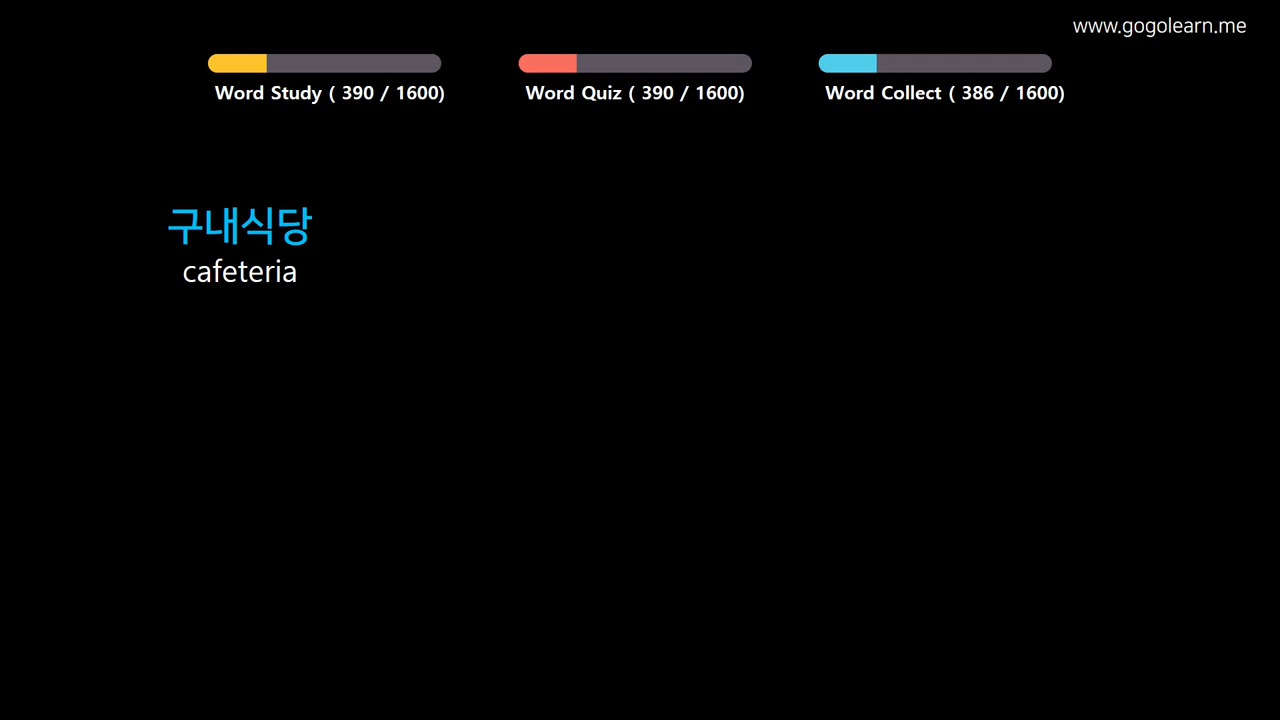 www.gogolearn.me
Word Study ( 390 / 1600)
Word Quiz ( 390 / 1600)
Word Collect ( 386 / 1600)
구내식당
cafeteria